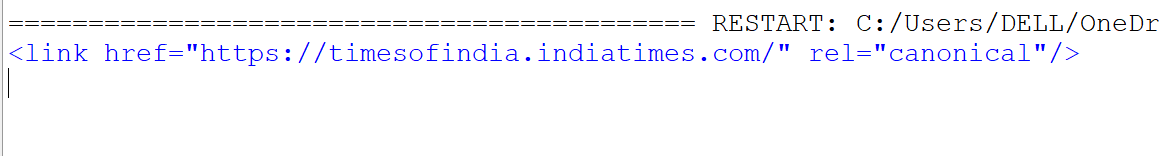 =========================================== RESTART: C:/Users/DELL/OneDr
<link href="https://timesofindia.indiatimes.com/" rel="canonical"/>